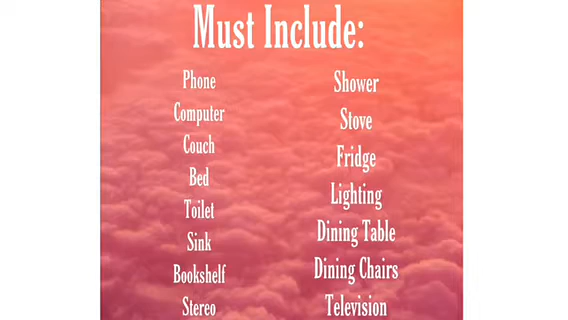 Must Include:
Phone
Computer
Couch
Bed
Toilet
Sink
Bookshelf
Stereo
Shower
Stove
Fridge
Lighting
Dining Table
Dining Chairs
Television